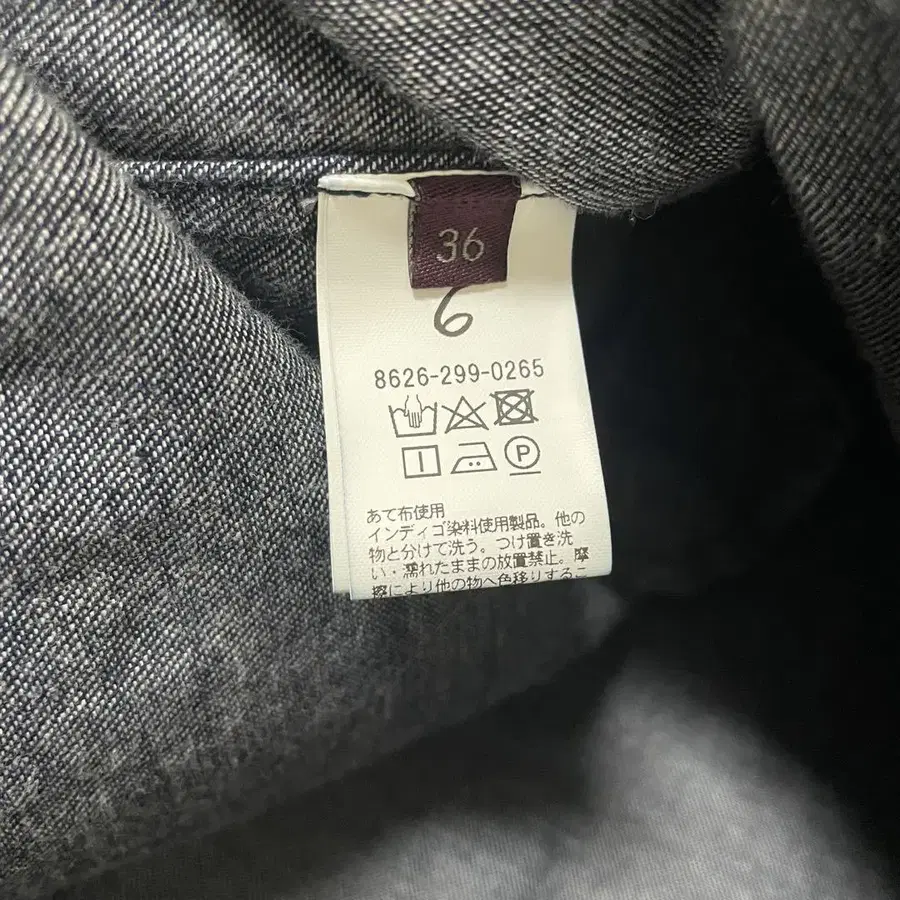 36
6
8626-299-0265
P
あて布使用
インディゴ染料使用製品。他の
物と分けて洗う。つけ置き洗
い・濡れたままの放置禁止。摩
擦により他の物へ色移りするこ